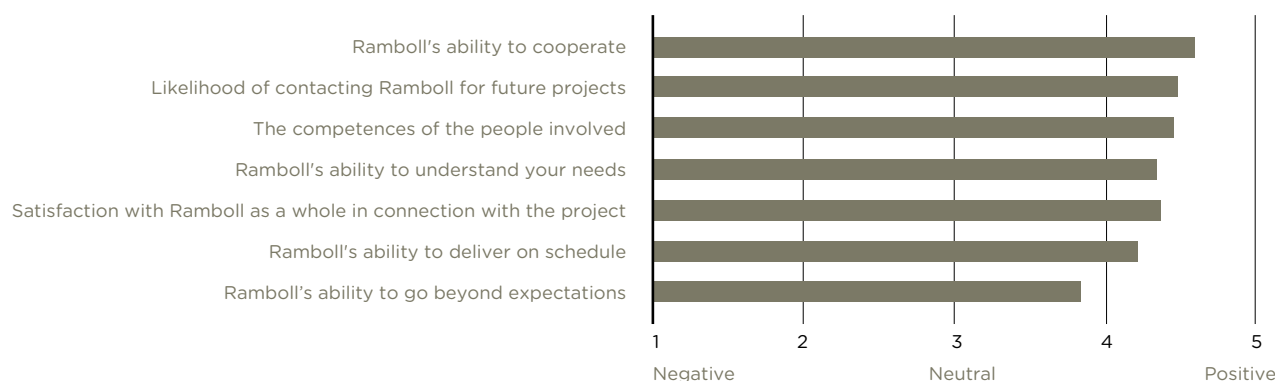 Ramboll's ability to cooperate
Likelihood of contacting Ramboll for future projects
The competences of the people involved
Ramboll's ability to understand your needs
Satisfaction with Ramboll as a whole in connection with the project
Ramboll's ability to deliver on schedule
Ramboll’s ability to go beyond expectations
1 2 3 4 5
Negative Neutral Positive